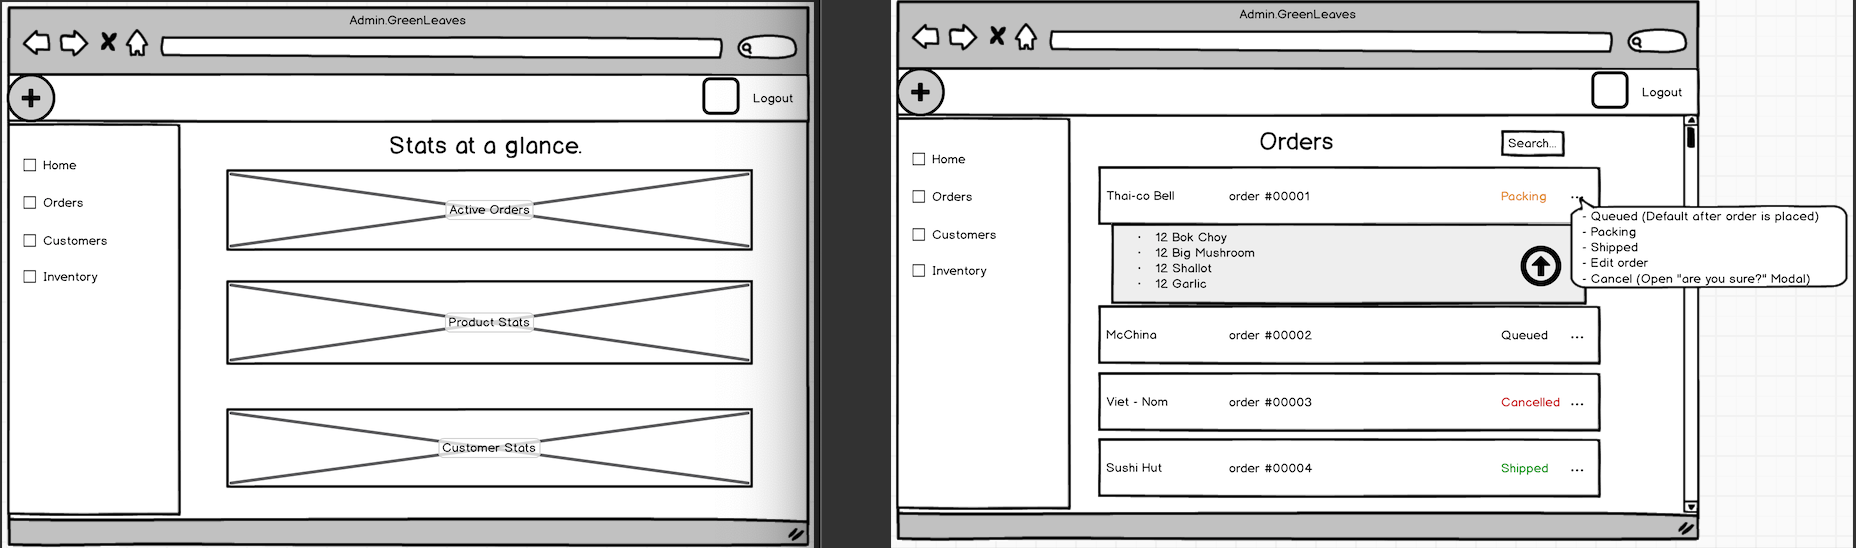 Admin.GreenLeaves
Logout
Home
Orders
Customers
Inventory
Stats at a glance.
Active Orders
Product Stats
Customer Stats
Admin.GreenLeaves
Logout
Home
Orders
Customers
Inventory
Orders
Search...
Thai-co Bell order #00001 Packing ...
- Queued (Default after order is placed)
- Packing
- Shipped
- Edit order
- Cancel (Open "are you sure?" Modal)
· 12 Bok Choy
· 12 Big Mushroom
· 12 Shallot
· 12 Garlic
McChina order #00002 Queued ...
Viet - Nom order #00003 Cancelled ...
Sushi Hut order #00004 Shipped ...